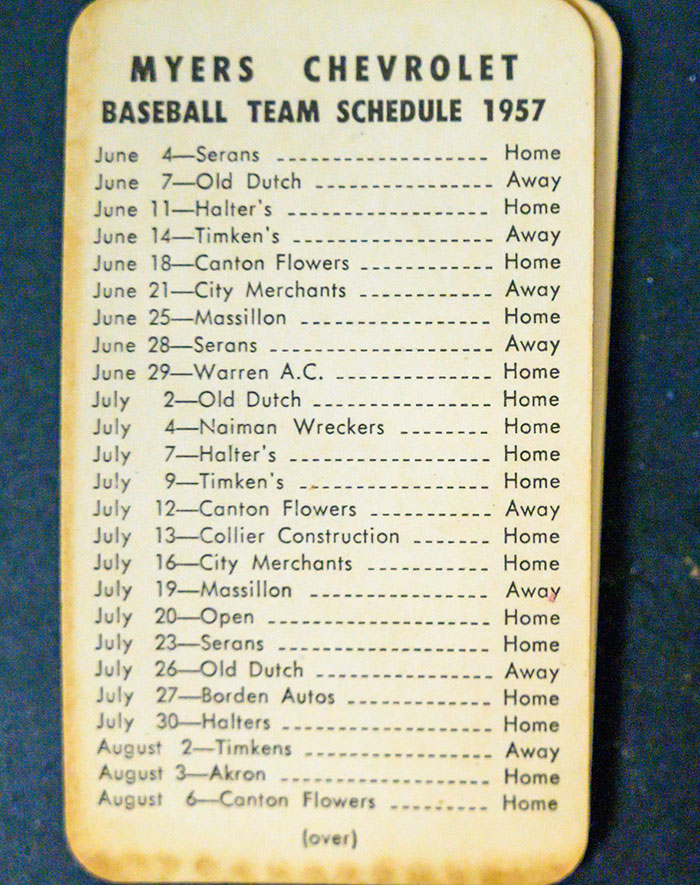 MYERS CHEVROLET
BASEBALL TEAM SCHEDULE 1957
June 4—Serans -------------------- Home
June 7—Old Dutch ----------------- Away
June 11—Halter's ------------------- Home
June 14—Timken's ------------------- Away
June 18—Canton Flowers ------------ Home
June 21—City Merchants ------------- Away
June 25—Massillon ------------------ Home
June 28—Serans --------------------- Away
June 29—Warren A.C. --------------- Home
July 2—Old Dutch ----------------- Home
July 4—Naiman Wreckers -------- Home
July 7—Halter's ------------------- Home
July 9—Timken's ------------------ Home
July 12—Canton Flowers ------------ Away
July 13—Collier Construction ------- Home
July 16—City Merchants ----------- Home
July 19—Massillon ----------------- Away
July 20—Open --------------------- Home
July 23—Serans -------------------- Home
July 26—Old Dutch ---------------- Away
July 27—Borden Autos ------------- Home
July 30—Halters ------------------- Home
August 2—Timkens ----------------- Away
August 3—Akron ------------------- Home
August 6—Canton Flowers --------- Home
(over)